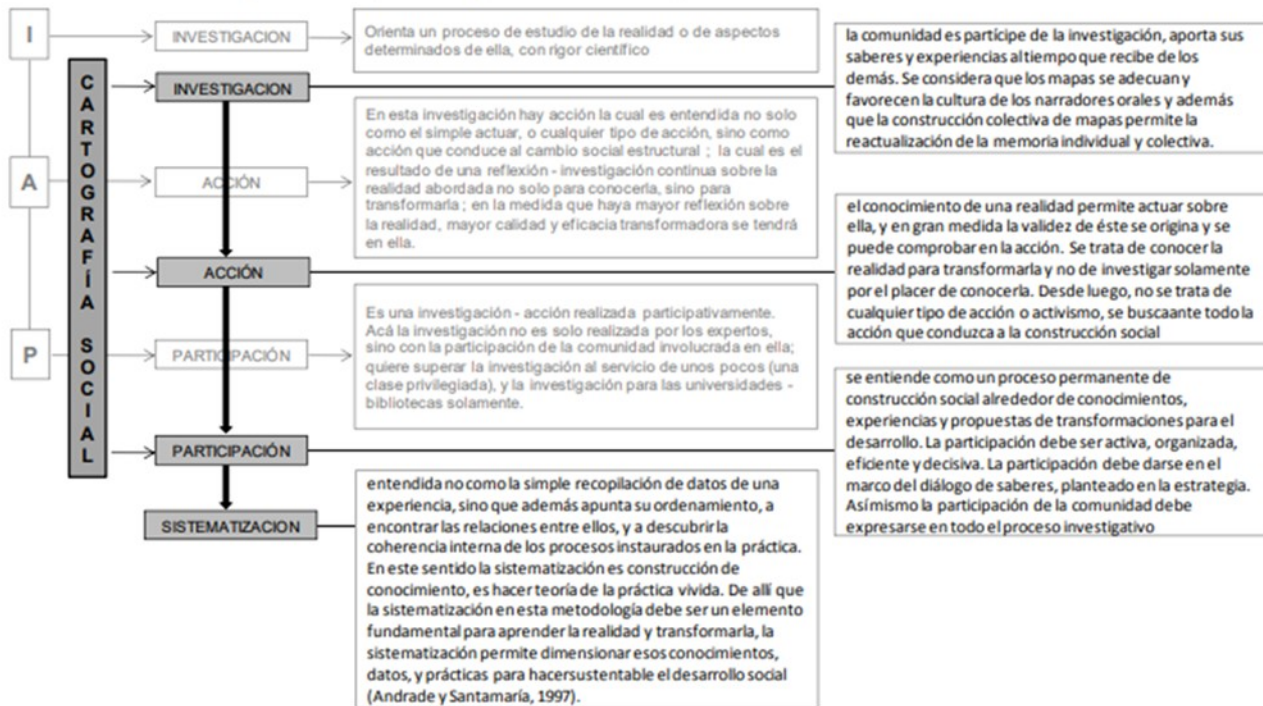 I
INVESTIGACION
Orienta un proceso de estudio de la realidad o de aspectos
determinados de ella, con rigor científico
la comunidad es partícipe de la investigación, aporta sus
saberes y experiencias al tiempo que recibe de los
demás. Se considera que los mapas se adecuan y
favorecen la cultura de los narradores orales y además
que la construcción colectiva de mapas permite la
reactualización de la memoria individual y colectiva.
CARTOGRAFÍA SOCIAL
INVESTIGACION
A
ACCIÓN
En esta investigación hay acción la cual es entendida no solo
como el simple actuar, o cualquier tipo de acción, sino como
acción que conduce al cambio social estructural ; la cual es el
resultado de una reflexión - investigación continua sobre la
realidad abordada no solo para conocerla, sino para
transformarla ; en la medida que haya mayor reflexión sobre
la realidad, mayor calidad y eficacia transformadora se tendrá
en ella.
ACCIÓN
el conocimiento de una realidad permite actuar sobre
ella, y en gran medida la validez de éste se origina y se
puede comprobar en la acción. Se trata de conocer la
realidad para transformarla y no de investigar solamente
por el placer de conocerla. Desde luego, no se trata de
cualquier tipo de acción o activismo, se buscaante todo la
acción que conduzca a la construcción social
P
PARTICIPACIÓN
Es una investigación - acción realizada participativamente.
Acá la investigación no es solo realizada por los expertos,
sino con la participación de la comunidad involucrada en ella;
quiere superar la investigación al servicio de unos pocos (una
clase privilegiada), y la investigación para las universidades -
bibliotecas solamente.
PARTICIPACIÓN
se entiende como un proceso permanente de
construcción social alrededor de conocimientos,
experiencias y propuestas de transformaciones para el
desarrollo. La participación debe ser activa, organizada,
eficiente y decisiva. La participación debe darse en el
marco del diálogo de saberes, planteado en la estrategia.
Así mismo la participación de la comunidad debe
expresarse en todo el proceso investigativo
SISTEMATIZACION
entendida no como la simple recopilación de datos de una
experiencia, sino que además apunta su ordenamiento, a
encontrar las relaciones entre ellos, y a descubrir la
coherencia interna de los procesos instaurados en la práctica.
En este sentido la sistematización es construcción de
conocimiento, es hacer teoría de la práctica vivida. De allí que
la sistematización en esta metodología debe ser un elemento
fundamental para aprender la realidad y transformarla, la
sistematización permite dimensionar esos conocimientos,
datos, y prácticas para hacersustentable el desarrollo social
(Andrade y Santamaría, 1997).